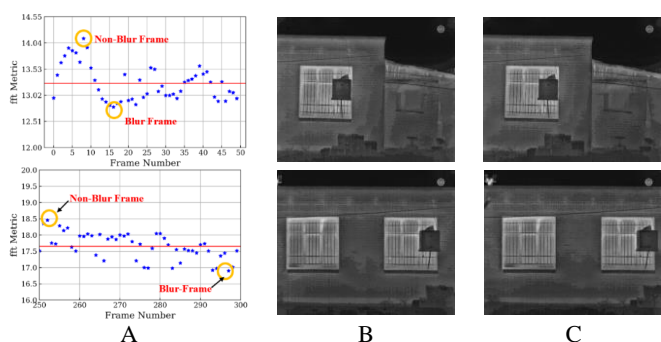 14.55
14.04
13.53
13.02
12.51
12.00
fft Metric
Non-Blur Frame
Blur Frame
0 5 10 15 20 25 30 35 40 45 50
Frame Number
20.0
19.5
19.0
18.5
18.0
17.5
17.0
16.5
16.0
fft Metric
Non-Blur Frame
Blur-Frame
250 260 270 280 290 300
Frame Number
A B C